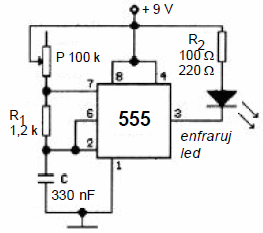 + 9 V
P 100 k
R2
100 Ω
220 Ω
8
4
7
R1
1,2 k
6
555
3
2
enfraruj
led
1
C
330 nF